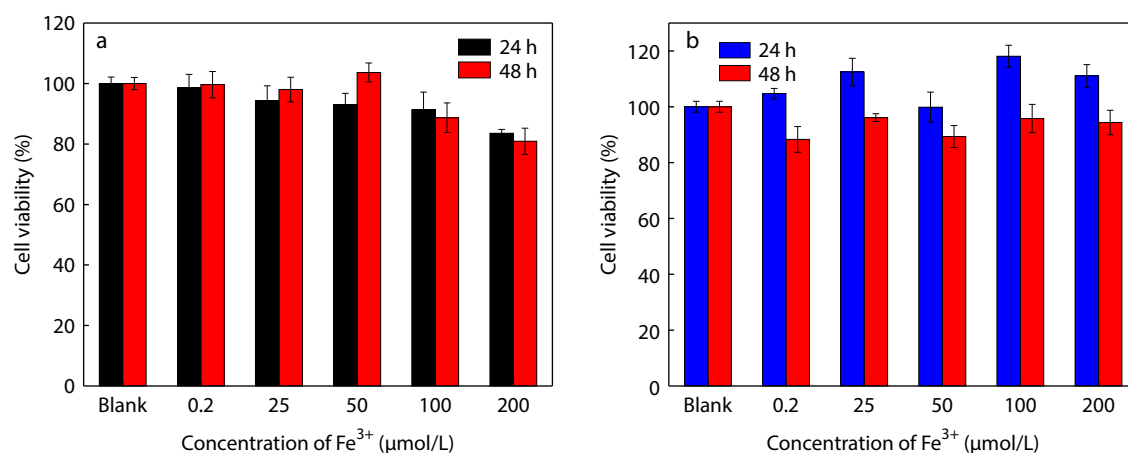 a
24 h
48 h
120
100
80
60
40
20
0
Cell viability (%)
Blank 0.2 25 50 100 200
Concentration of Fe³⁺ (μmol/L)
b
24 h
48 h
120
100
80
60
40
20
0
Cell viability (%)
Blank 0.2 25 50 100 200
Concentration of Fe³⁺ (μmol/L)